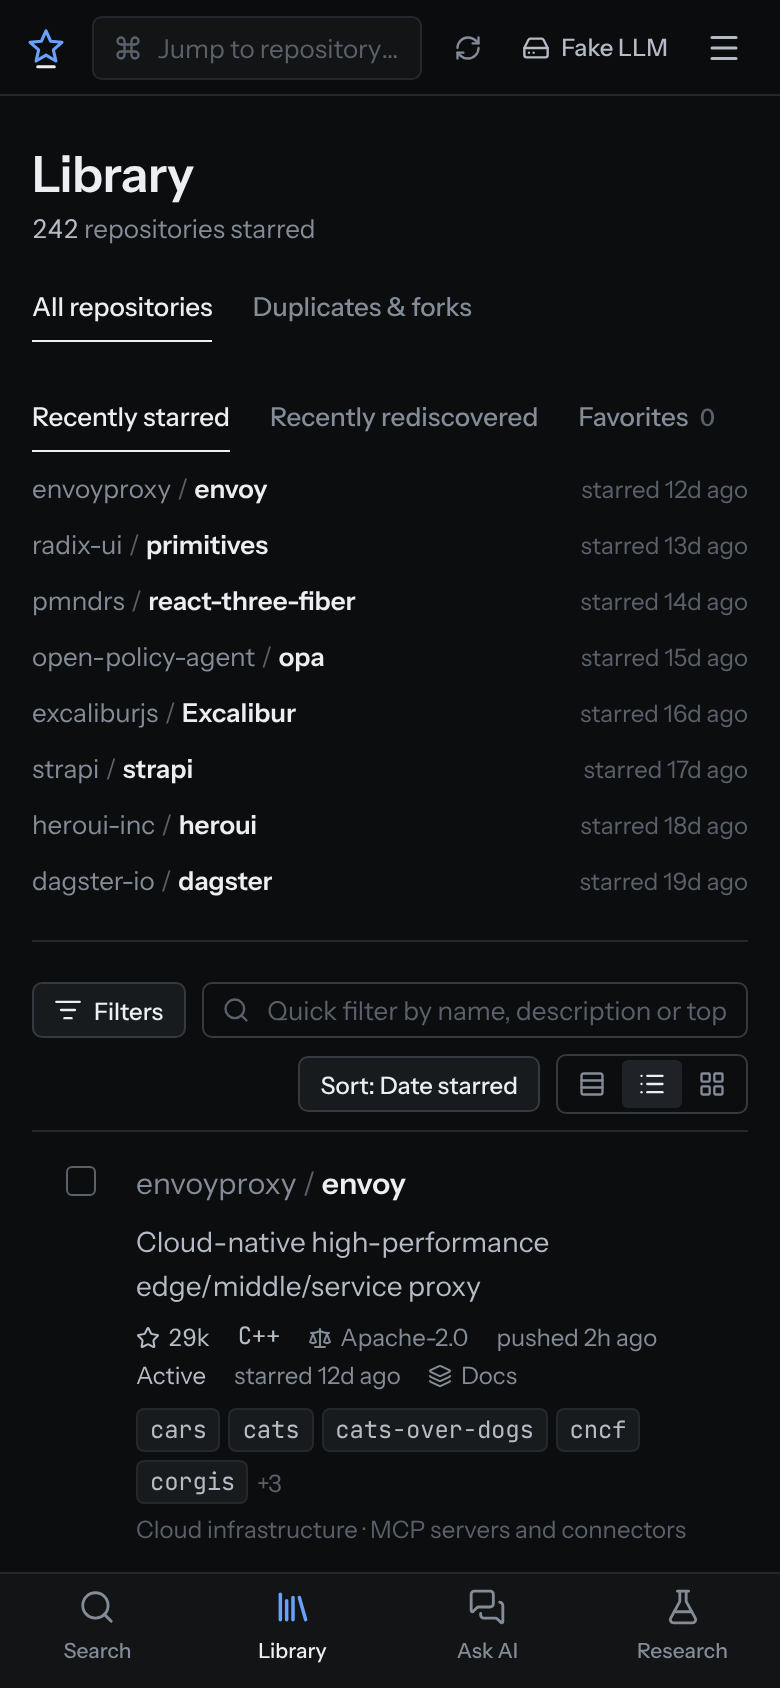 Jump to repository...
Fake LLM
Library
242 repositories starred
All repositories Duplicates & forks
Recently starred Recently rediscovered Favorites 0
envoyproxy / envoy starred 12d ago
radix-ui / primitives starred 13d ago
pmndrs / react-three-fiber starred 14d ago
open-policy-agent / opa starred 15d ago
excaliburjs / Excalibur starred 16d ago
strapi / strapi starred 17d ago
heroui-inc / heroui starred 18d ago
dagster-io / dagster starred 19d ago
Filters Quick filter by name, description or top
Sort: Date starred
envoyproxy / envoy
Cloud-native high-performance
edge/middle/service proxy
29k C++ Apache-2.0 pushed 2h ago
Active starred 12d ago Docs
cars cats cats-over-dogs cncf
corgis +3
Cloud infrastructure · MCP servers and connectors
Search Library Ask AI Research